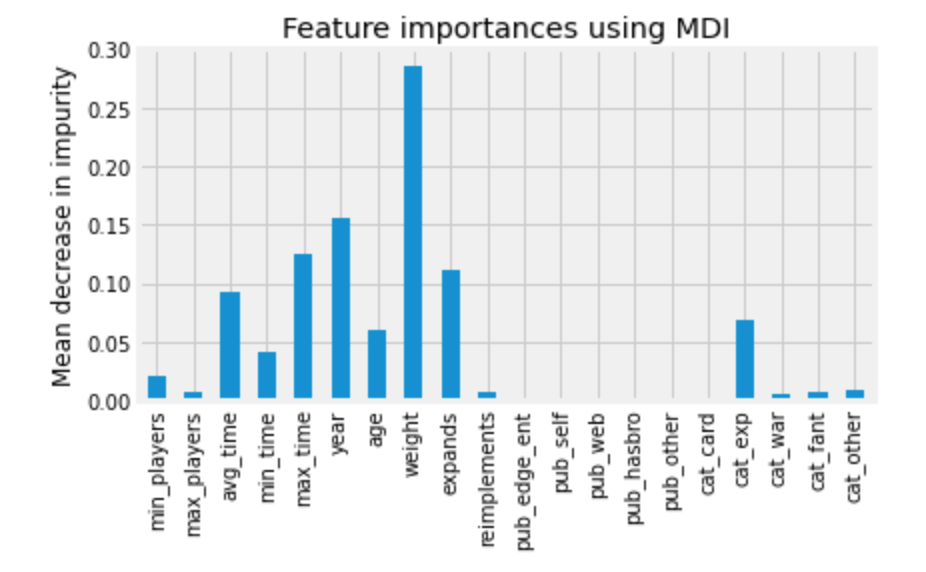 Feature importances using MDI
Mean decrease in impurity
0.30
0.25
0.20
0.15
0.10
0.05
0.00
min_players
max_players
avg_time
min_time
max_time
year
age
weight
expands
reimplements
pub_edge_ent
pub_self
pub_web
pub_hasbro
pub_other
cat_card
cat_exp
cat_war
cat_fant
cat_other